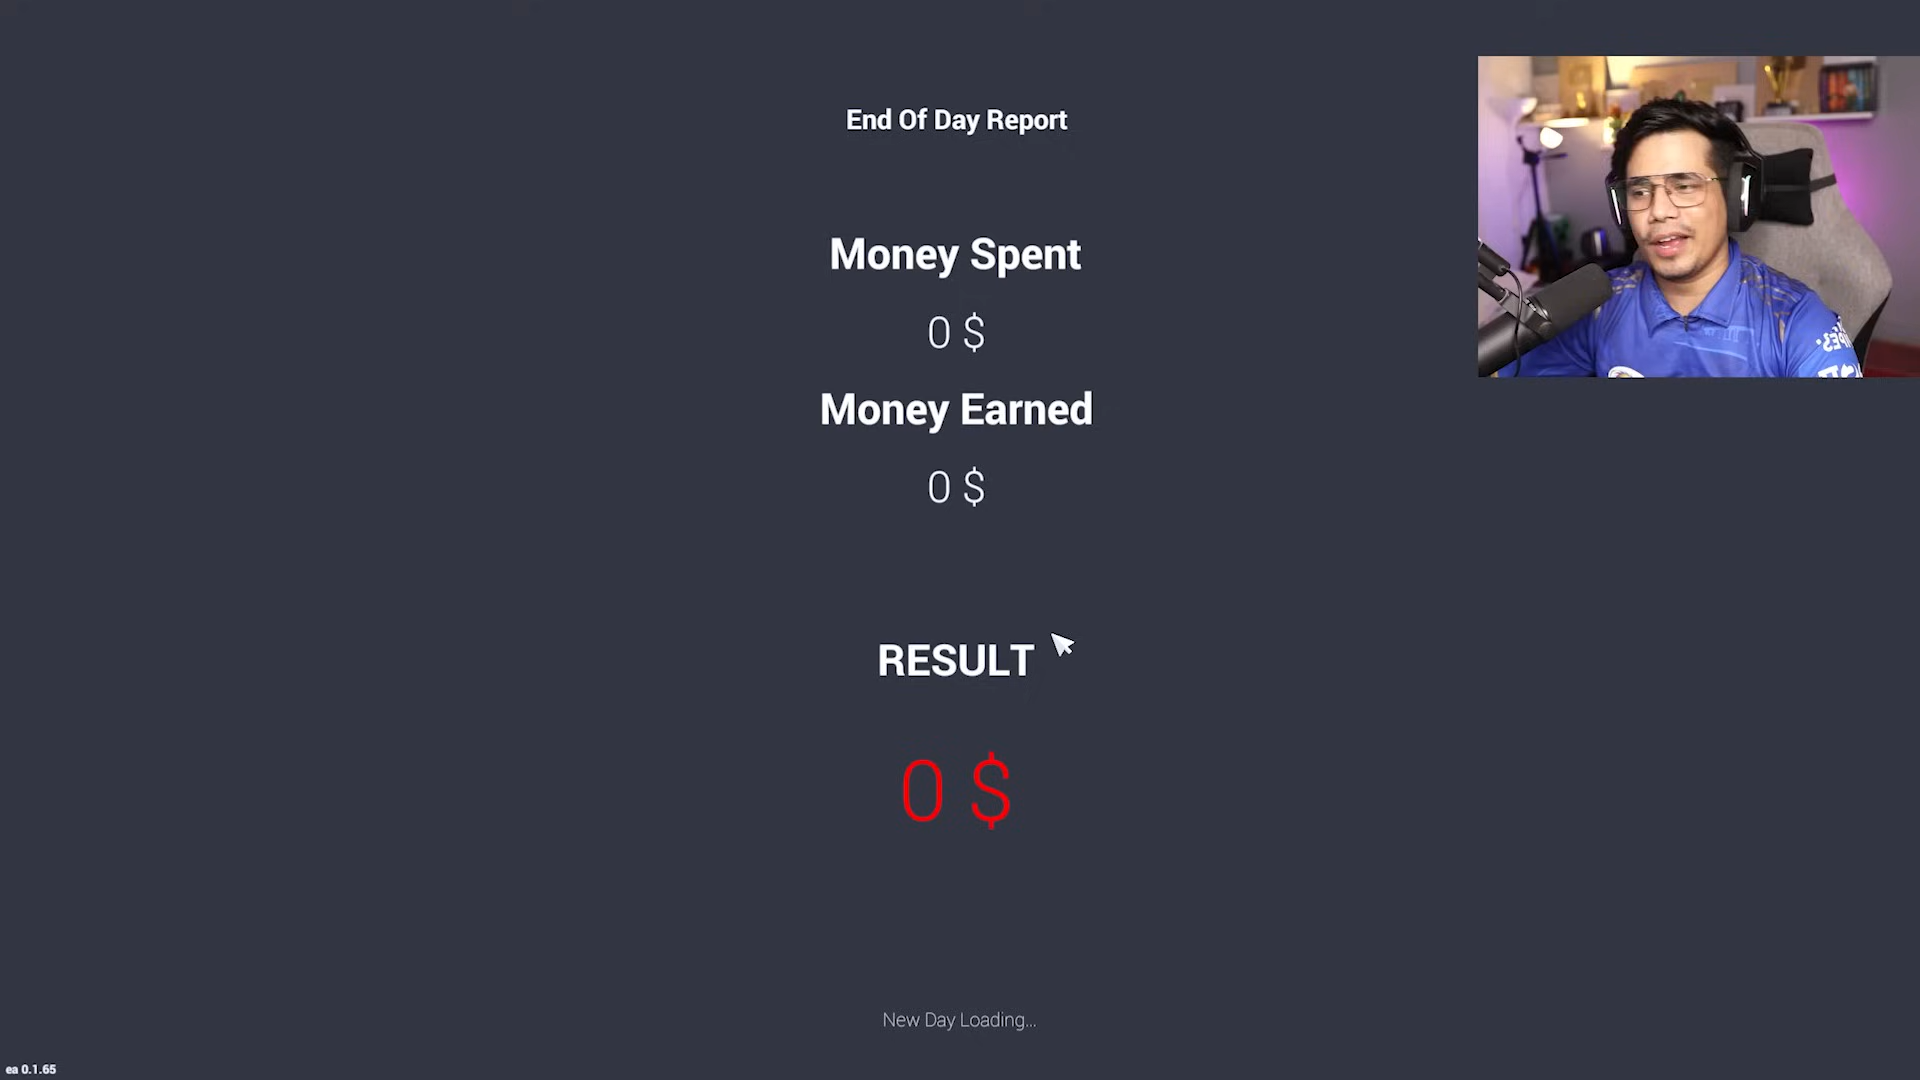 End Of Day Report
Money Spent
0 $
Money Earned
0 $
RESULT
0 $
New Day Loading...
ea 0.1.65